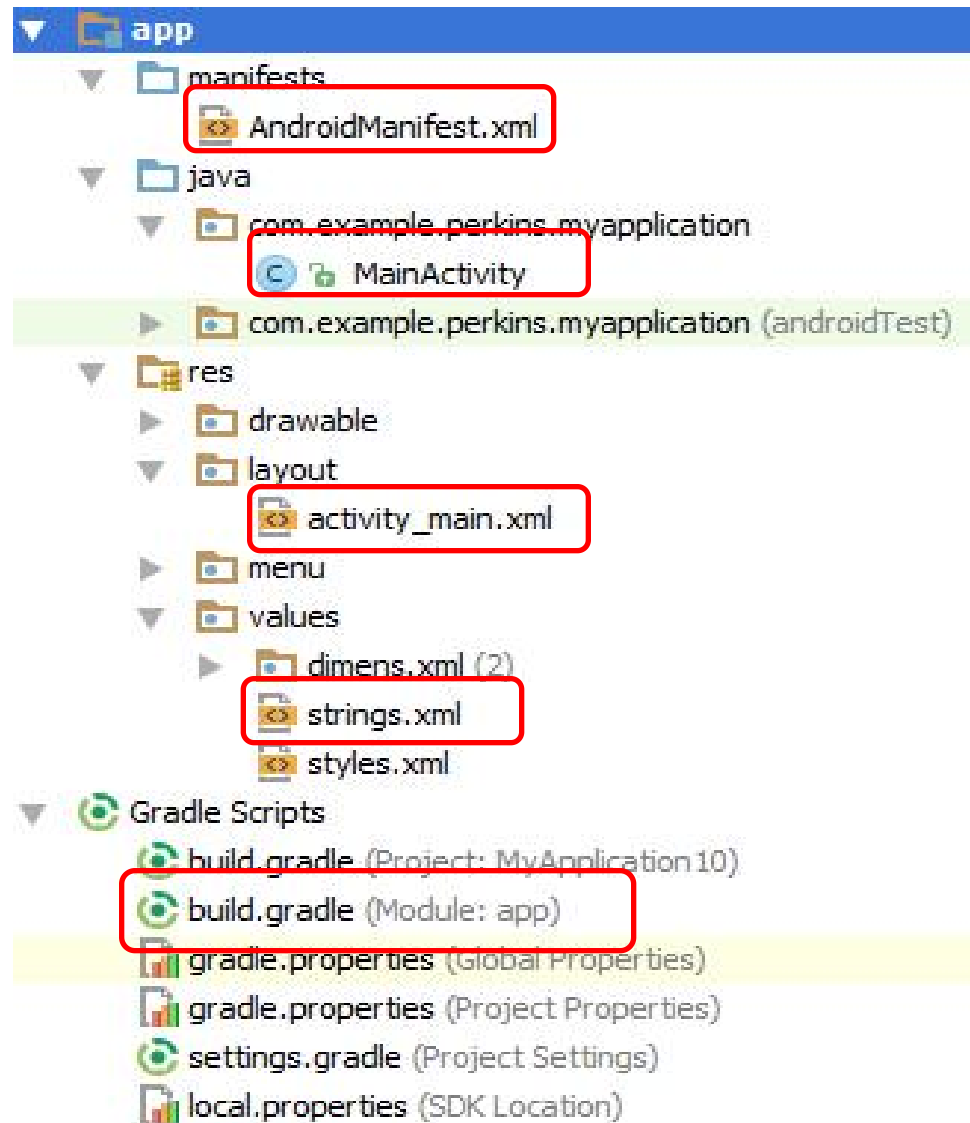 app
manifests
AndroidManifest.xml
java
com.example.perkins.myapplication
MainActivity
com.example.perkins.myapplication (androidTest)
res
drawable
layout
activity_main.xml
menu
values
dimens.xml (2)
strings.xml
styles.xml
Gradle Scripts
build.gradle (Project: MyApplication10)
build.gradle (Module: app)
gradle.properties (Global Properties)
gradle.properties (Project Properties)
settings.gradle (Project Settings)
local.properties (SDK Location)